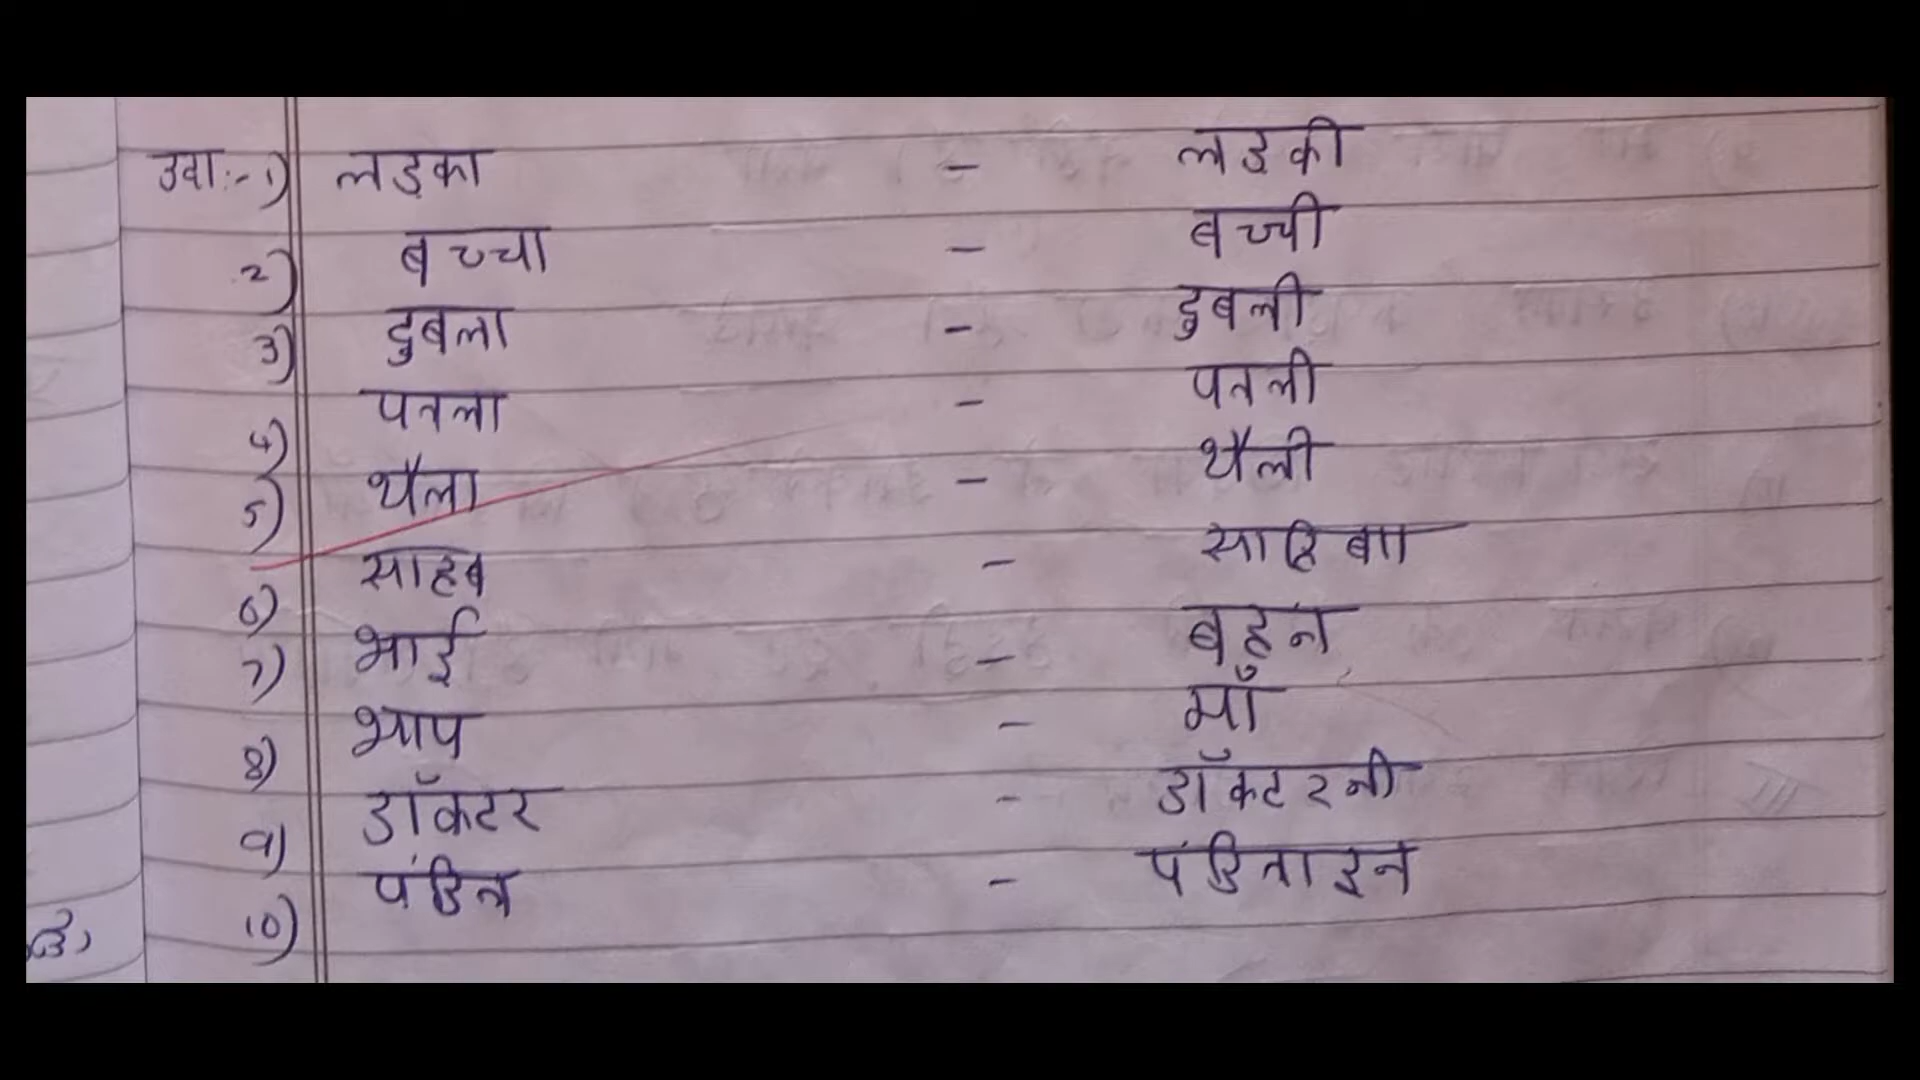 उदा:- 1) लड़का - लडकी
2) बच्चा - बच्ची
3) दुबला - दुबली
4) पतला - पतली
5) थैला - थैली
6) साहब - साहिबाा
7) भाई - बहन
8) भाप - माँ
9) डॉक्टर - डॉक्टरनी
10) पंडित - पंडिताइन